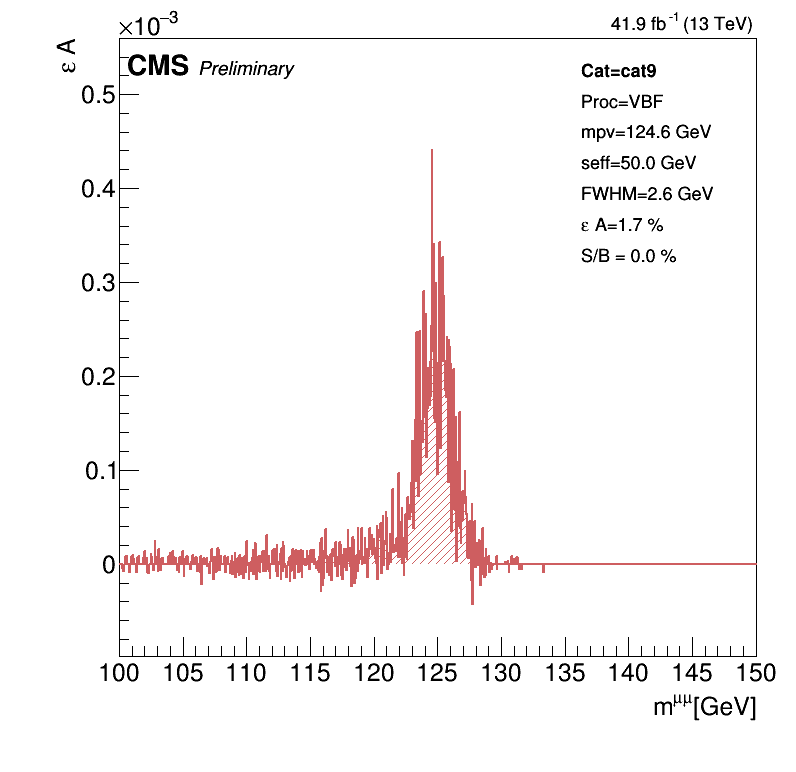 ×10⁻³
41.9 fb⁻¹ (13 TeV)
ε A
CMS Preliminary
Cat=cat9
Proc=VBF
mpv=124.6 GeV
seff=50.0 GeV
FWHM=2.6 GeV
ε A=1.7 %
S/B = 0.0 %
0.5
0.4
0.3
0.2
0.1
0
100 105 110 115 120 125 130 135 140 145 150
m^μμ[GeV]